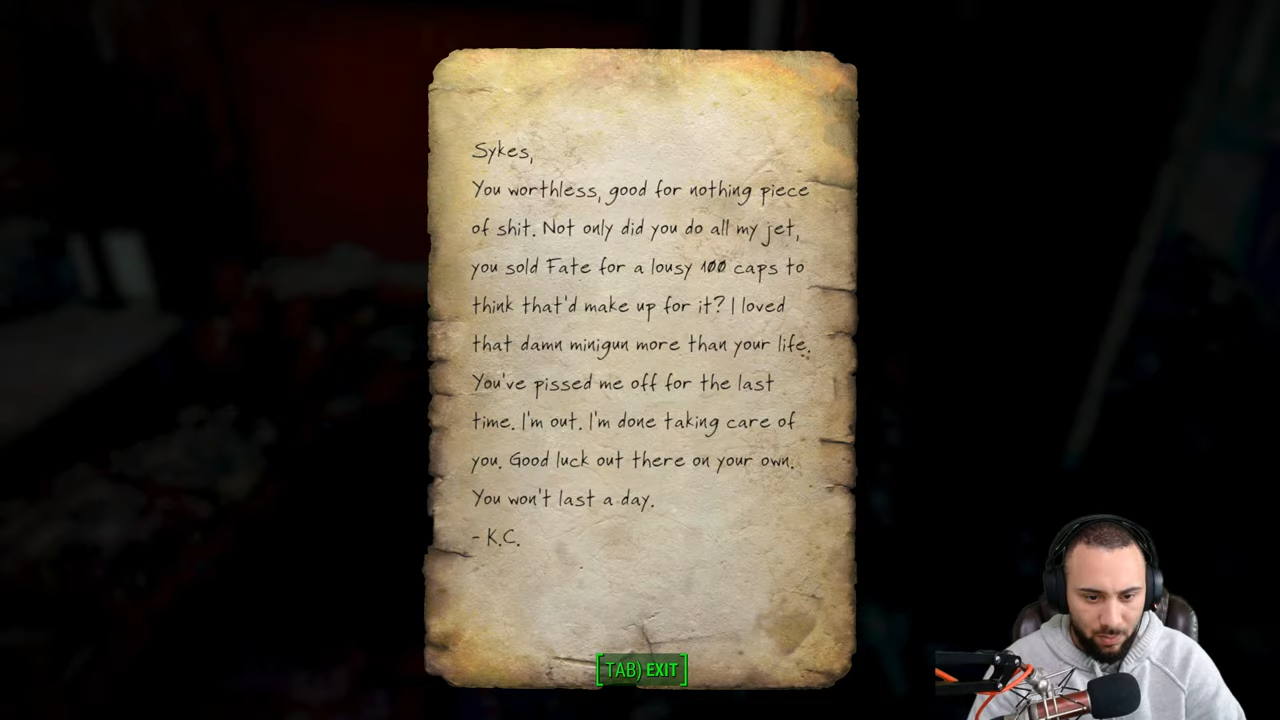 Sykes,
You worthless, good for nothing piece
of shit. Not only did you do all my jet,
you sold Fate for a lousy 100 caps to
think that'd make up for it? I loved
that damn minigun more than your life.
You've pissed me off for the last
time. I'm out. I'm done taking care of
you. Good luck out there on your own.
You won't last a day.
- K.C.
[TAB) EXIT]